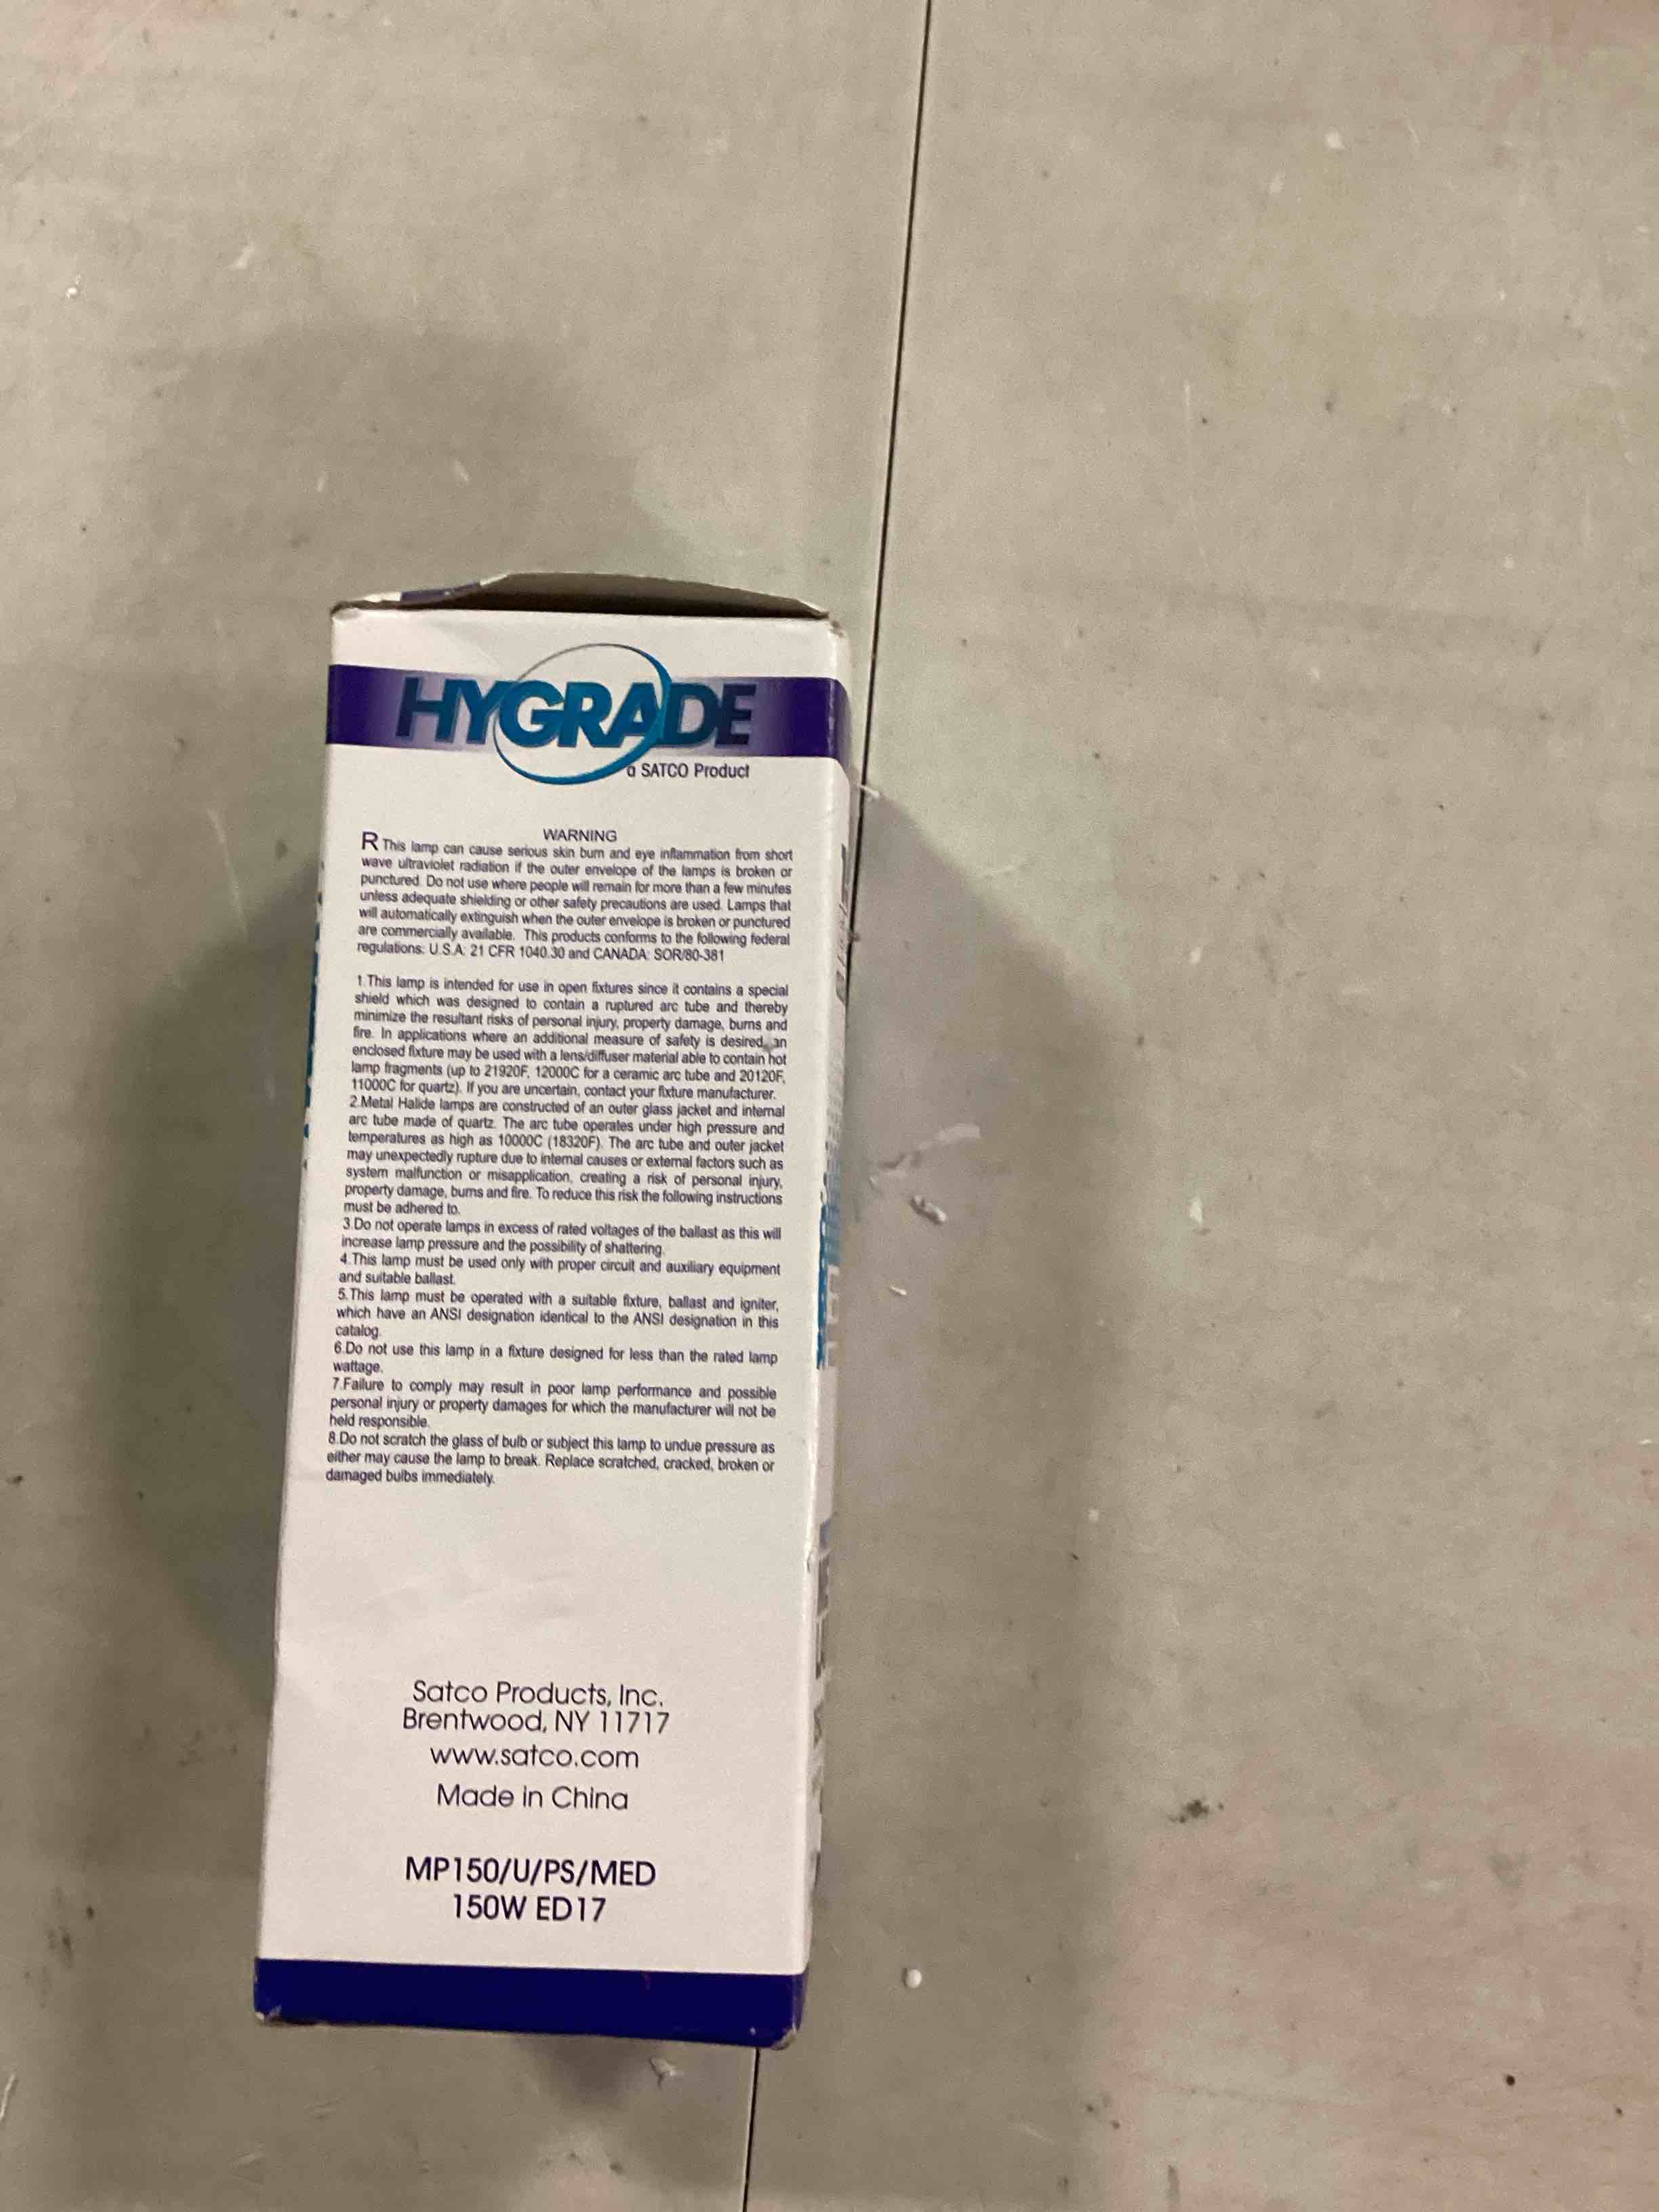 HYGRADE
a SATCO Product
WARNING
R This lamp can cause serious skin burn and eye inflammation from short
wave ultraviolet radiation if the outer envelope of the lamps is broken or
punctured. Do not use where people will remain for more than a few minutes
unless adequate shielding or other safety precautions are used. Lamps that
will automatically extinguish when the outer envelope is broken or punctured
are commercially available. This products conforms to the following federal
regulations: U.S.A: 21 CFR 1040.30 and CANADA: SOR/80-381
1.This lamp is intended for use in open fixtures since it contains a special
shield which was designed to contain a ruptured arc tube and thereby
minimize the resultant risks of personal injury, property damage, burns and
fire. In applications where an additional measure of safety is desired, an
enclosed fixture may be used with a lens/diffuser material able to contain hot
lamp fragments (up to 21920F, 12000C for a ceramic arc tube and 20120F,
11000C for quartz). If you are uncertain, contact your fixture manufacturer.
2.Metal Halide lamps are constructed of an outer glass jacket and internal
arc tube made of quartz. The arc tube operates under high pressure and
temperatures as high as 10000C (18320F). The arc tube and outer jacket
may unexpectedly rupture due to internal causes or external factors such as
system malfunction or misapplication, creating a risk of personal injury,
property damage, burns and fire. To reduce this risk the following instructions
must be adhered to.
3.Do not operate lamps in excess of rated voltages of the ballast as this will
increase lamp pressure and the possibility of shattering.
4.This lamp must be used only with proper circuit and auxiliary equipment
and suitable ballast.
5.This lamp must be operated with a suitable fixture, ballast and igniter,
which have an ANSI designation identical to the ANSI designation in this
catalog.
6.Do not use this lamp in a fixture designed for less than the rated lamp
wattage.
7.Failure to comply may result in poor lamp performance and possible
personal injury or property damages for which the manufacturer will not be
held responsible.
8.Do not scratch the glass of bulb or subject this lamp to undue pressure as
either may cause the lamp to break. Replace scratched, cracked, broken or
damaged bulbs immediately.
Satco Products, Inc.
Brentwood, NY 11717
www.satco.com
Made in China
MP150/U/PS/MED
150W ED17